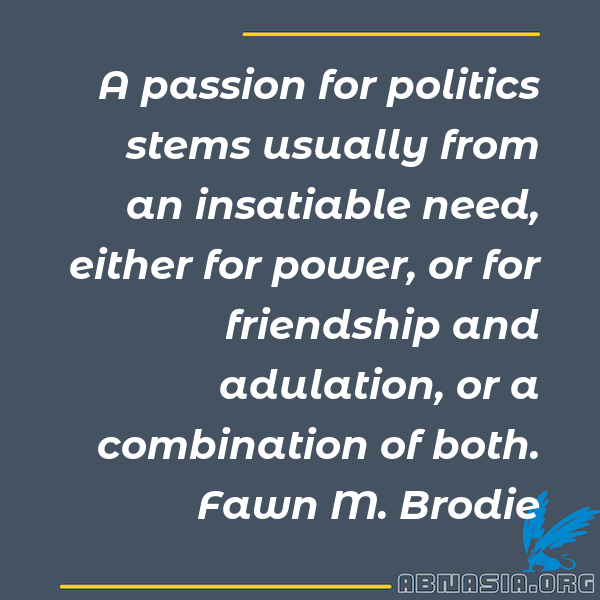 A passion for politics
stems usually from
an insatiable need,
either for power, or for
friendship and
adulation, or a
combination of both.
Fawn M. Brodie
ABNASIA.ORG